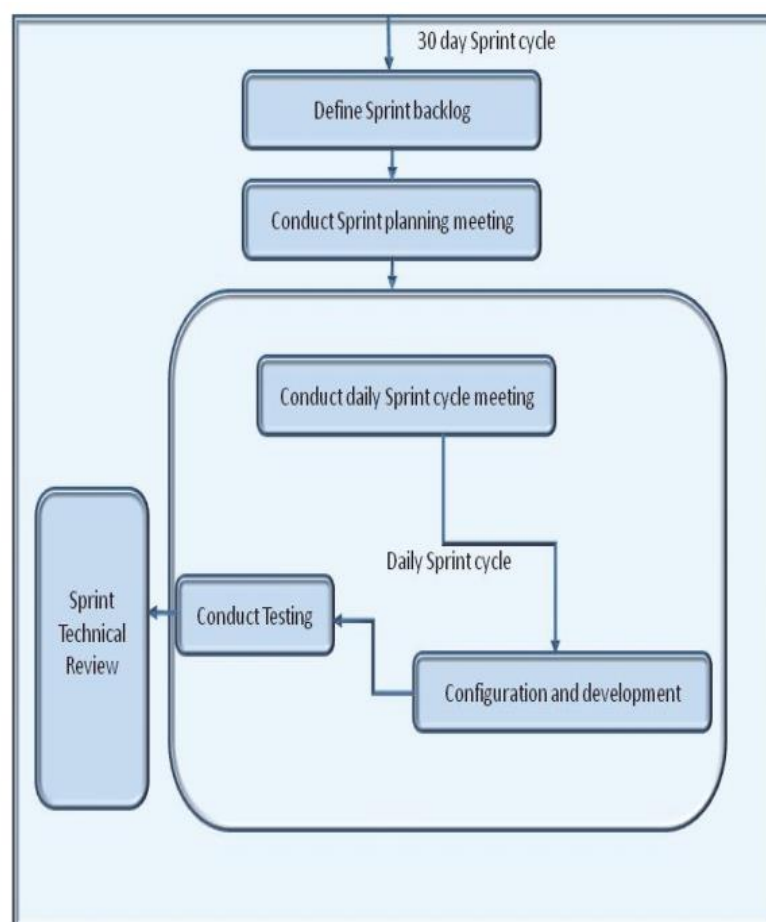 30 day Sprint cycle
Define Sprint backlog
Conduct Sprint planning meeting
Conduct daily Sprint cycle meeting
Daily Sprint cycle
Sprint
Technical
Review
Conduct Testing
Configuration and development